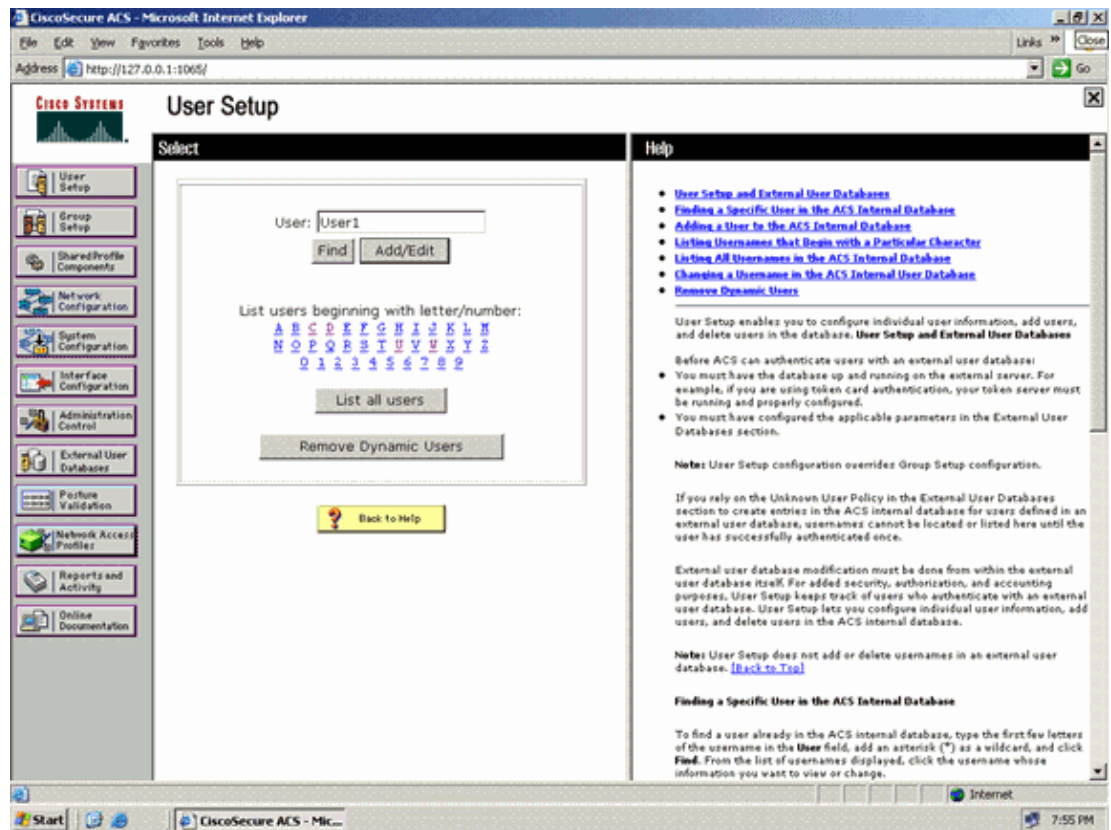 CiscoSecure ACS - Microsoft Internet Explorer
File Edit View Favorites Tools Help
Links »
Close
Address http://127.0.0.1:1065/
Go
CISCO SYSTEMS
User Setup
User Setup
Group Setup
Shared Profile Components
Network Configuration
System Configuration
Interface Configuration
Administration Control
External User Databases
Posture Validation
Network Access Profiles
Reports and Activity
Online Documentation
Select
User: User1
Find Add/Edit
List users beginning with letter/number:
A B C D E F G H I J K L M
N O P Q R S T U V W X Y Z
0 1 2 3 4 5 6 7 8 9
List all users
Remove Dynamic Users
Back to Help
Help
User Setup and External User Databases
Finding a Specific User in the ACS Internal Database
Adding a User to the ACS Internal Database
Listing Usernames that Begin with a Particular Character
Listing All Usernames in the ACS Internal Database
Changing a Username in the ACS Internal User Database
Remove Dynamic Users
User Setup enables you to configure individual user information, add users,
and delete users in the database. User Setup and External User Databases
Before ACS can authenticate users with an external user database:
You must have the database up and running on the external server. For
example, if you are using token card authentication, your token server must
be running and properly configured.
You must have configured the applicable parameters in the External User
Databases section.
Note: User Setup configuration overrides Group Setup configuration.
If you rely on the Unknown User Policy in the External User Databases
section to create entries in the ACS internal database for users defined in an
external user database, usernames cannot be located or listed here until the
user has successfully authenticated once.
External user database modification must be done from within the external
user database itself. For added security, authorization, and accounting
purposes, User Setup keeps track of users who authenticate with an external
user database. User Setup lets you configure individual user information, add
users, and delete users in the ACS internal database.
Note: User Setup does not add or delete usernames in an external user
database. [Back to Top]
Finding a Specific User in the ACS Internal Database
To find a user already in the ACS internal database, type the first few letters
of the username in the User field, add an asterisk (*) as a wildcard, and click
Find. From the list of usernames displayed, click the username whose
information you want to view or change.
Internet
Start
CiscoSecure ACS - Mic...
7:55 PM